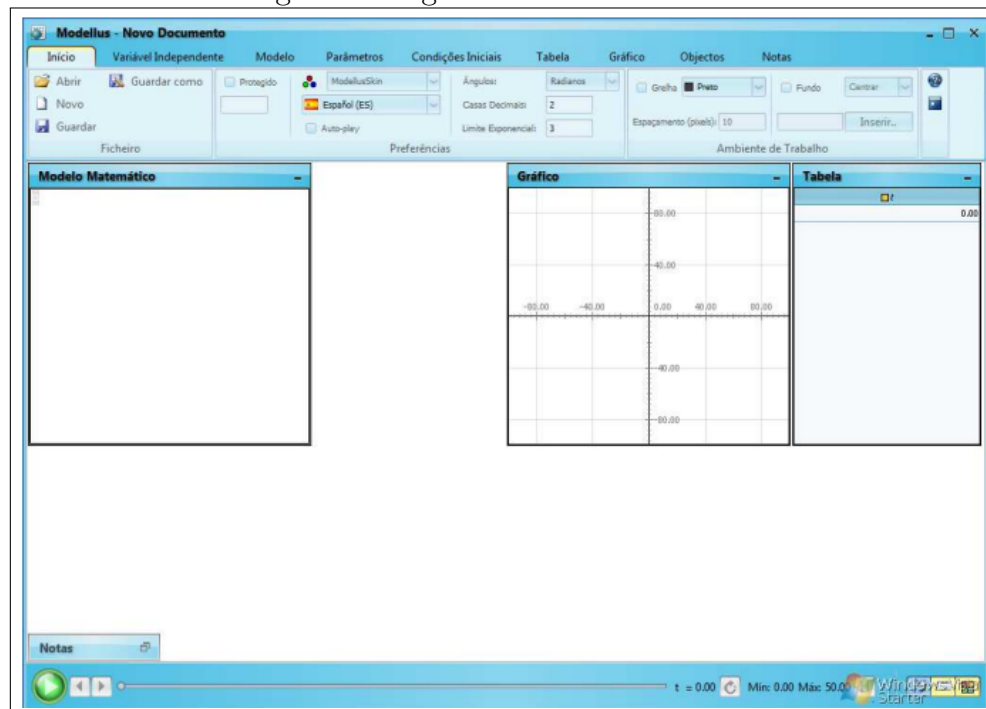 Modellus - Novo Documento
Início Variável Independente Modelo Parâmetros Condições Iniciais Tabela Gráfico Objectos Notas
Abrir Guardar como Protegido ModellusSkin Ângulos: Radianos Grelha Preto Fundo Centrar
Novo Español (ES) Casas Decimais: 2 Espaçamento (pixels): 10 Inserir...
Guardar Auto-play Limite Exponencial: 3
Ficheiro Preferências Ambiente de Trabalho
Modelo Matemático Gráfico Tabela
t
0.00
80.00
40.00
-80.00 -40.00 0.00 40.00 80.00
-40.00
-80.00
Notas
t = 0.00 Mín: 0.00 Máx: 50.00
Starter